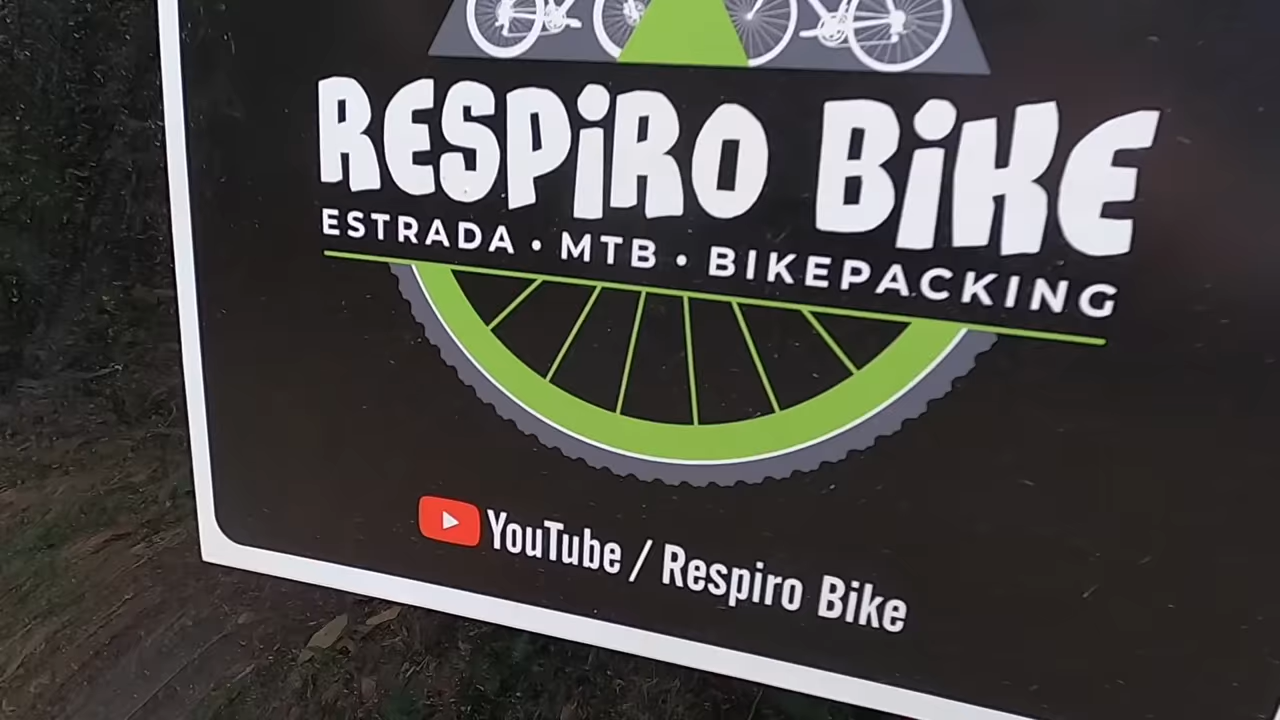 RESPiRO BiKE
ESTRADA • MTB • BIKEPACKING
YouTube / Respiro Bike